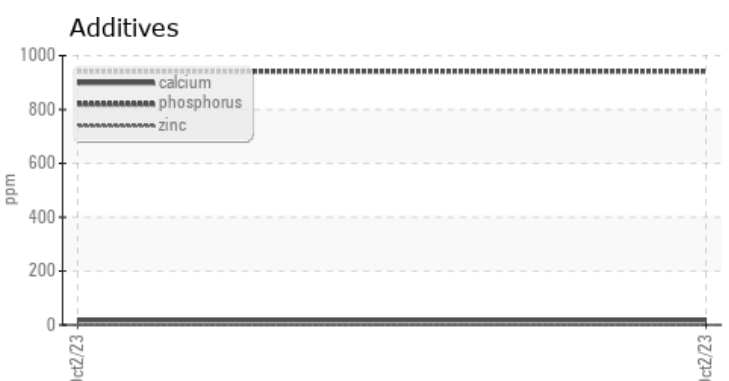 Additives
1000
calcium
800
phosphorus
zinc
600
ppm
400
200
0
Oct2/23
Oct2/23